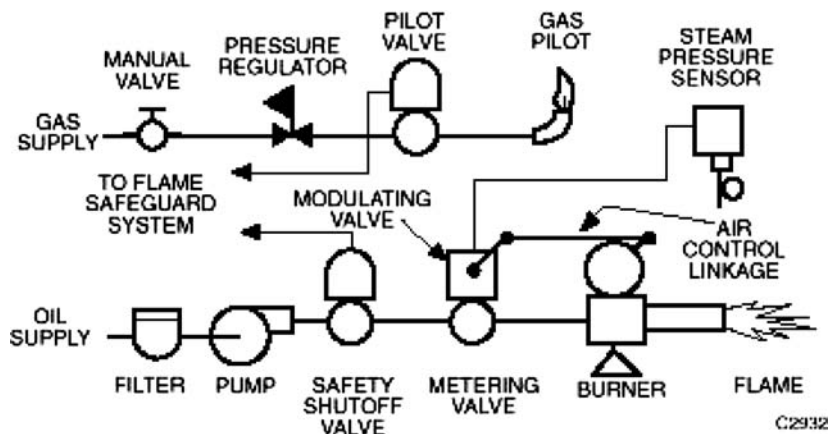 MANUAL
VALVE
PRESSURE
REGULATOR
PILOT
VALVE
GAS
PILOT
STEAM
PRESSURE
SENSOR
GAS
SUPPLY
TO FLAME
SAFEGUARD
SYSTEM
MODULATING
VALVE
AIR
CONTROL
LINKAGE
OIL
SUPPLY
FILTER
PUMP
SAFETY
SHUTOFF
VALVE
METERING
VALVE
BURNER
FLAME
C2932